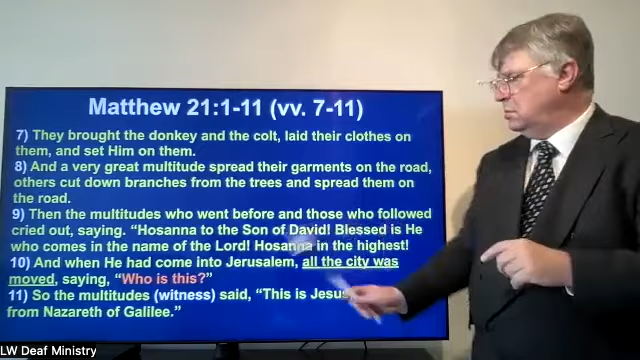 Matthew 21:1-11 (vv. 7-11)
7) They brought the donkey and the colt, laid their clothes on
them, and set Him on them.
8) And a very great multitude spread their garments on the road,
others cut down branches from the trees and spread them on
the road.
9) Then the multitudes who went before and those who followed
cried out, saying. “Hosanna to the Son of David! Blessed is He
who comes in the name of the Lord! Hosanna in the highest!
10) And when He had come into Jerusalem, all the city was
moved, saying, “Who is this?”
11) So the multitudes (witness) said, “This is Jesus
from Nazareth of Galilee.”
LW Deaf Ministry